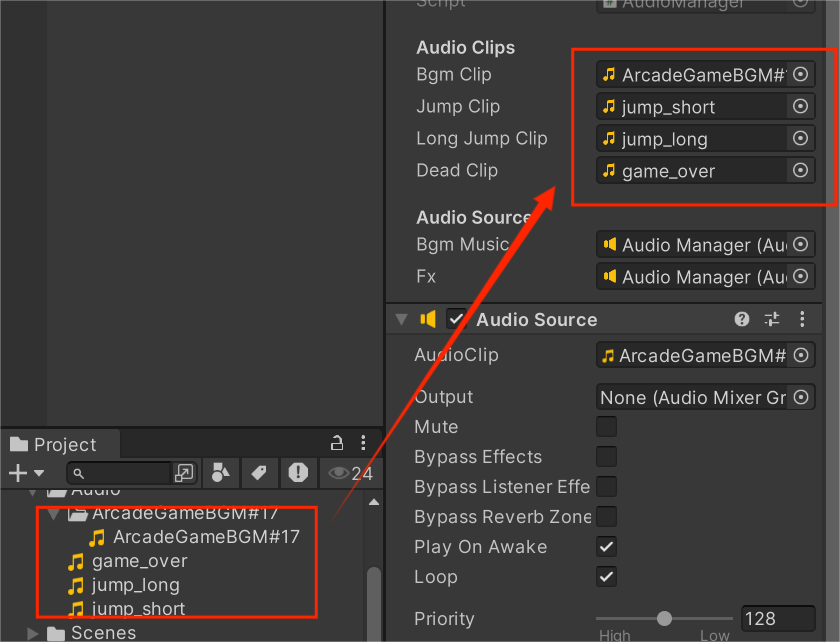 Script AudioManager
Audio Clips
Bgm Clip ArcadeGameBGM#1
Jump Clip jump_short
Long Jump Clip jump_long
Dead Clip game_over
Audio Source
Bgm Music Audio Manager (Au
Fx Audio Manager (Au
Audio Source
AudioClip ArcadeGameBGM#
Output None (Audio Mixer Gr
Mute
Bypass Effects
Bypass Listener Effe
Bypass Reverb Zone
Play On Awake
Loop
Priority 128
High Low
Project
24
Audio
ArcadeGameBGM#17
ArcadeGameBGM#17
game_over
jump_long
jump_short
Scenes